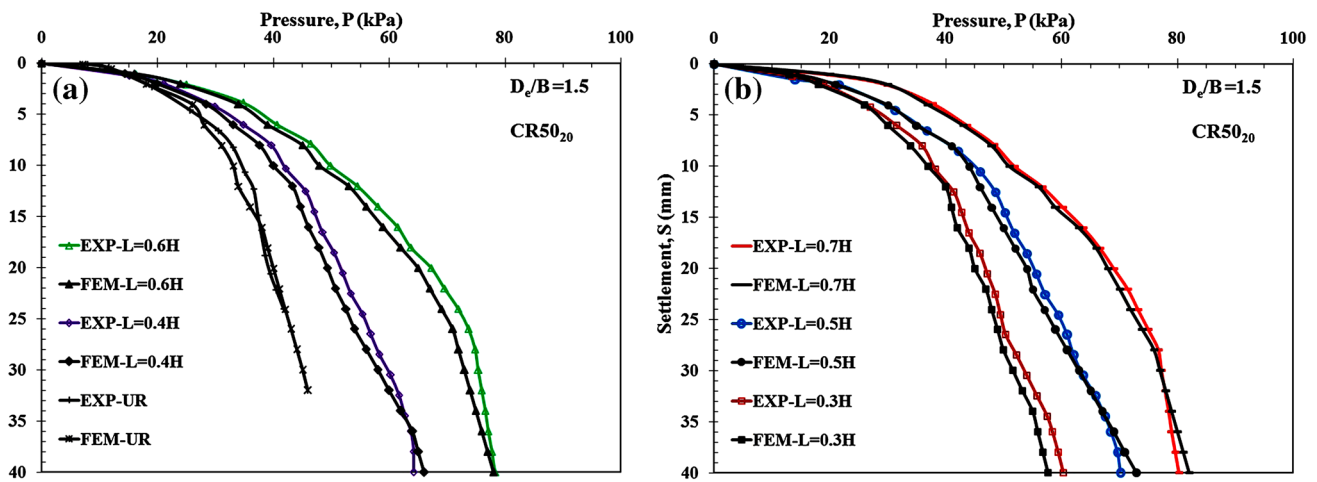 Pressure, P (kPa)
0 20 40 60 80 100
0
5
10
15
20
25
30
35
40
(a)
De/B=1.5
CR5020
EXP-L=0.6H
FEM-L=0.6H
EXP-L=0.4H
FEM-L=0.4H
EXP-UR
FEM-UR
Pressure, P (kPa)
0 20 40 60 80 100
Settlement, S (mm)
0
5
10
15
20
25
30
35
40
(b)
De/B=1.5
CR5020
EXP-L=0.7H
FEM-L=0.7H
EXP-L=0.5H
FEM-L=0.5H
EXP-L=0.3H
FEM-L=0.3H